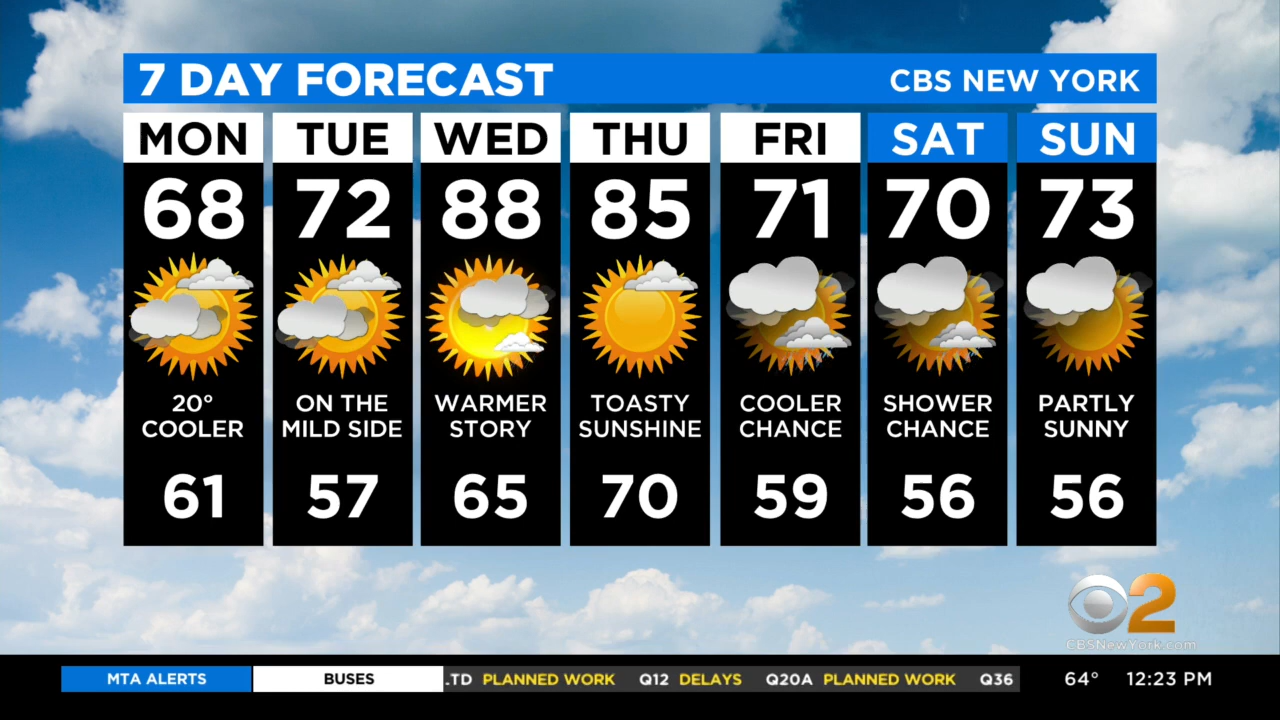 7 DAY FORECAST
CBS NEW YORK
MON TUE WED THU FRI SAT SUN
68 72 88 85 71 70 73
20° ON THE WARMER TOASTY COOLER SHOWER PARTLY
COOLER MILD SIDE STORY SUNSHINE CHANCE CHANCE SUNNY
61 57 65 70 59 56 56
2
CBSNewYork.com
MTA ALERTS BUSES .TD PLANNED WORK Q12 DELAYS Q20A PLANNED WORK Q36 64° 12:23 PM